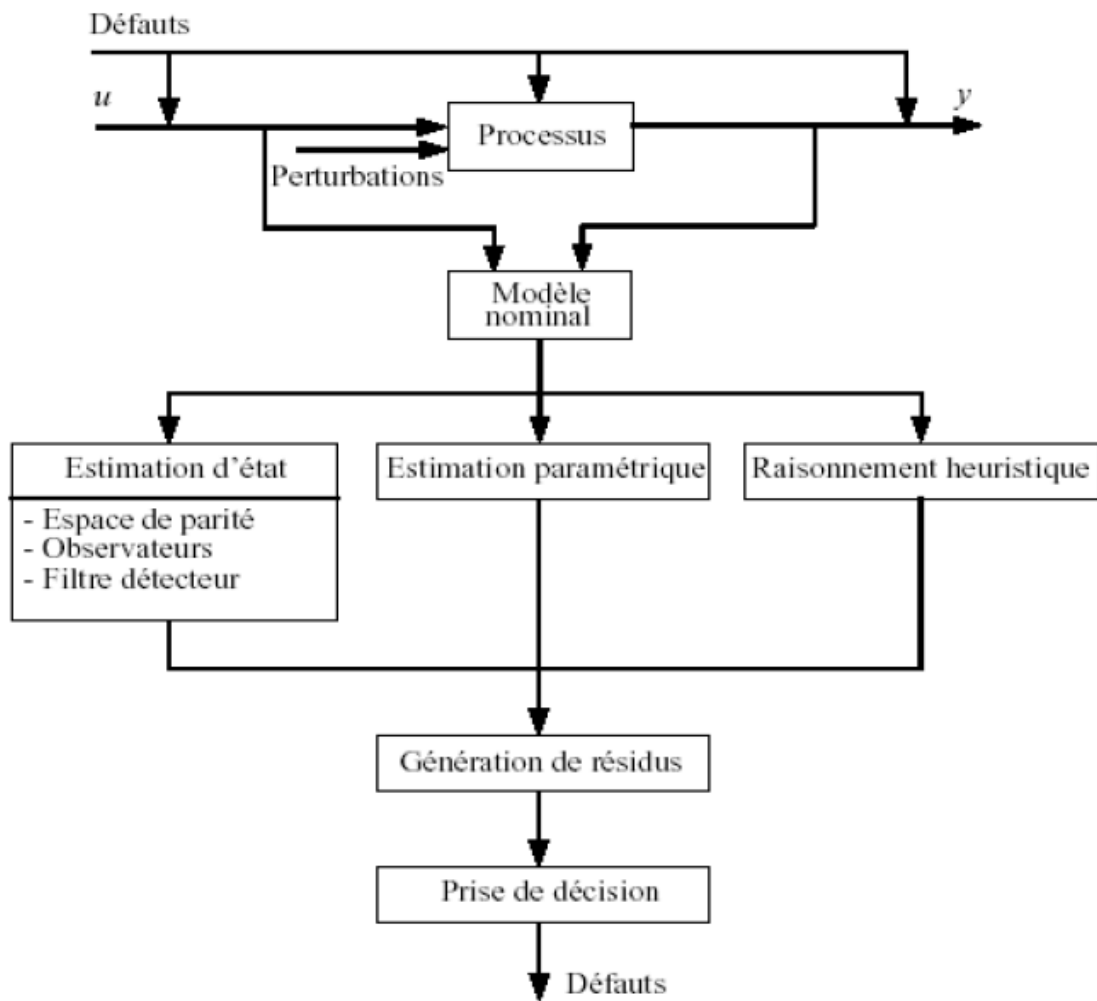 Défauts
u
y
Processus
Perturbations
Modèle
nominal
Estimation d'état
- Espace de parité
- Observateurs
- Filtre détecteur
Estimation paramétrique
Raisonnement heuristique
Génération de résidus
Prise de décision
Défauts